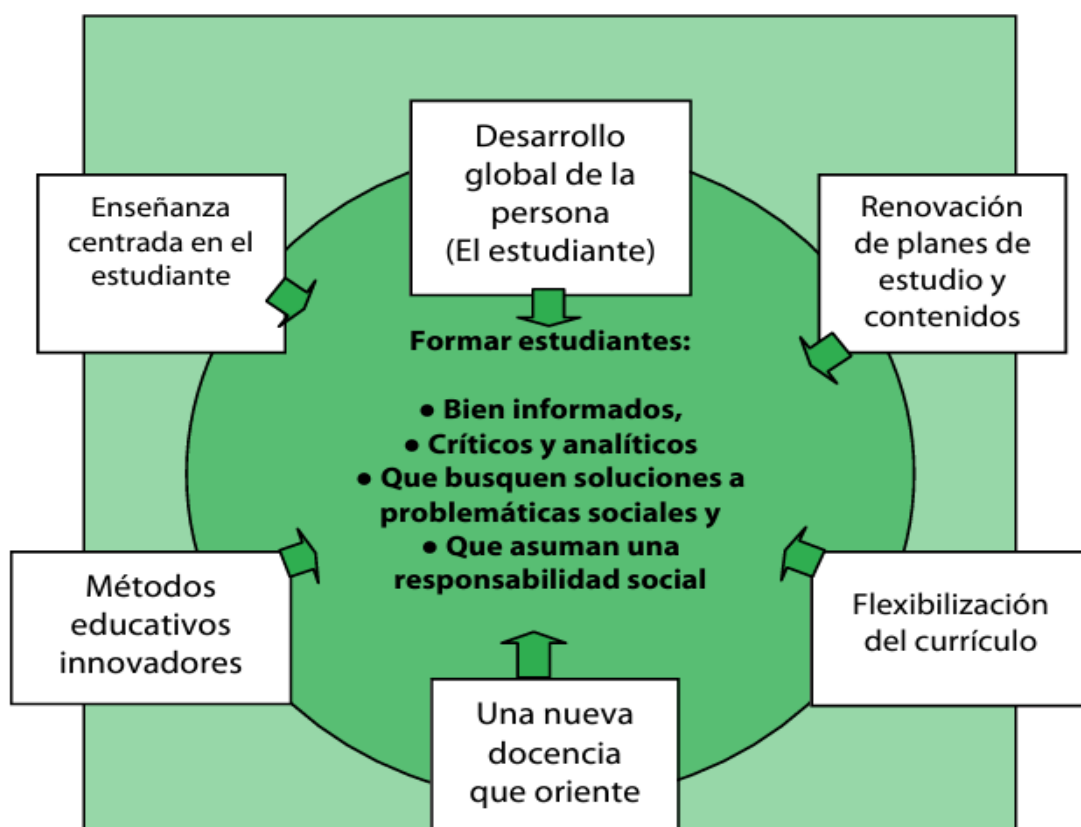 Desarrollo
global de la
persona
(El estudiante)
Enseñanza
centrada en el
estudiante
Renovación
de planes de
estudio y
contenidos
Formar estudiantes:
● Bien informados,
● Críticos y analíticos
● Que busquen soluciones a
problemáticas sociales y
● Que asuman una
responsabilidad social
Métodos
educativos
innovadores
Flexibilización
del currículo
Una nueva
docencia
que oriente